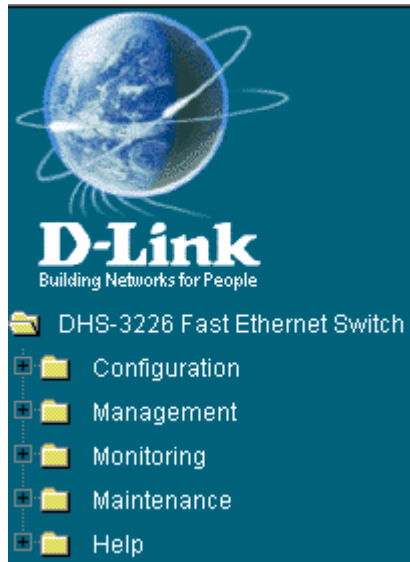 D-Link
Building Networks for People
DHS-3226 Fast Ethernet Switch
Configuration
Management
Monitoring
Maintenance
Help